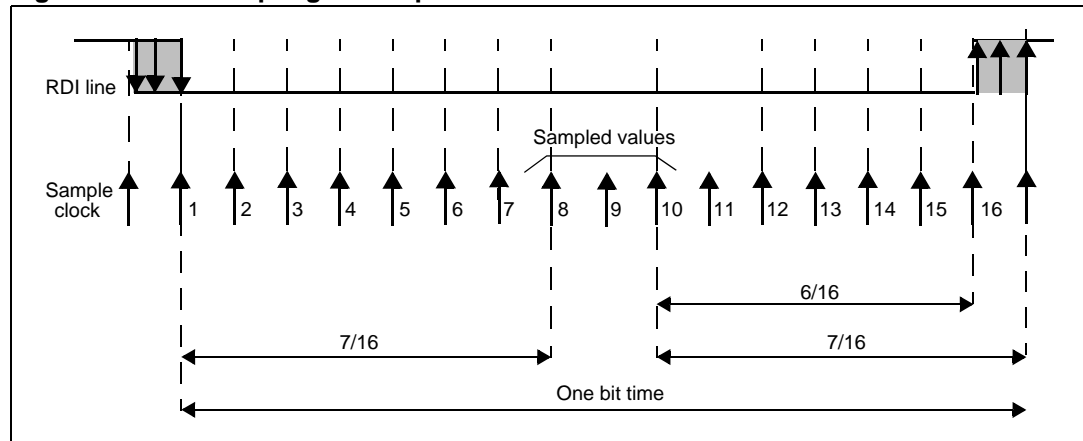 RDI line
Sampled values
Sample
clock
1 2 3 4 5 6 7 8 9 10 11 12 13 14 15 16
6/16
7/16 7/16
One bit time